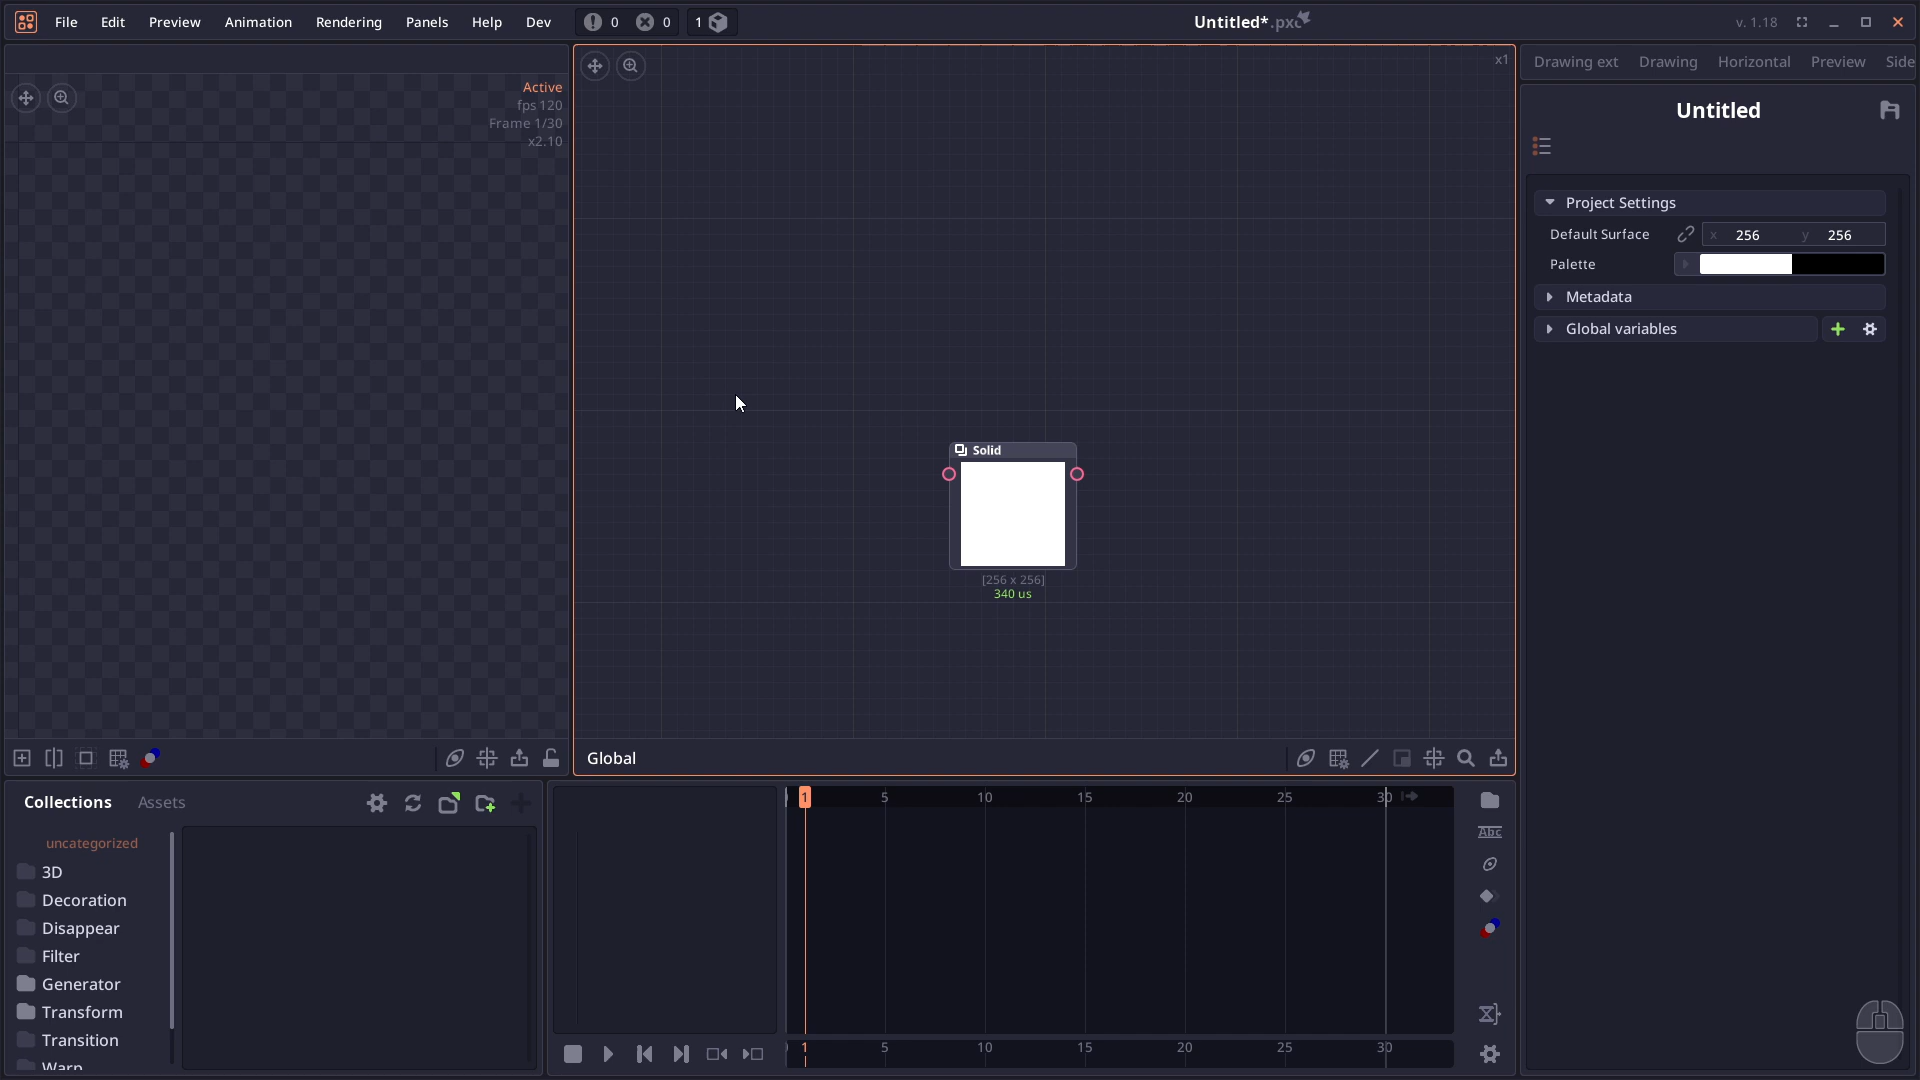 File Edit Preview Animation Rendering Panels Help Dev 0 0 1 Untitled*.pxc v. 1.18
Active
fps 120
Frame 1/30
x2.10
x1
Solid
[256 x 256]
340 us
Global
Drawing ext Drawing Horizontal Preview Side
Untitled
Project Settings
Default Surface x 256 y 256
Palette
Metadata
Global variables
Collections Assets
uncategorized
3D
Decoration
Disappear
Filter
Generator
Transform
Transition
Warp
1 5 10 15 20 25 30
Abc
1 5 10 15 20 25 30